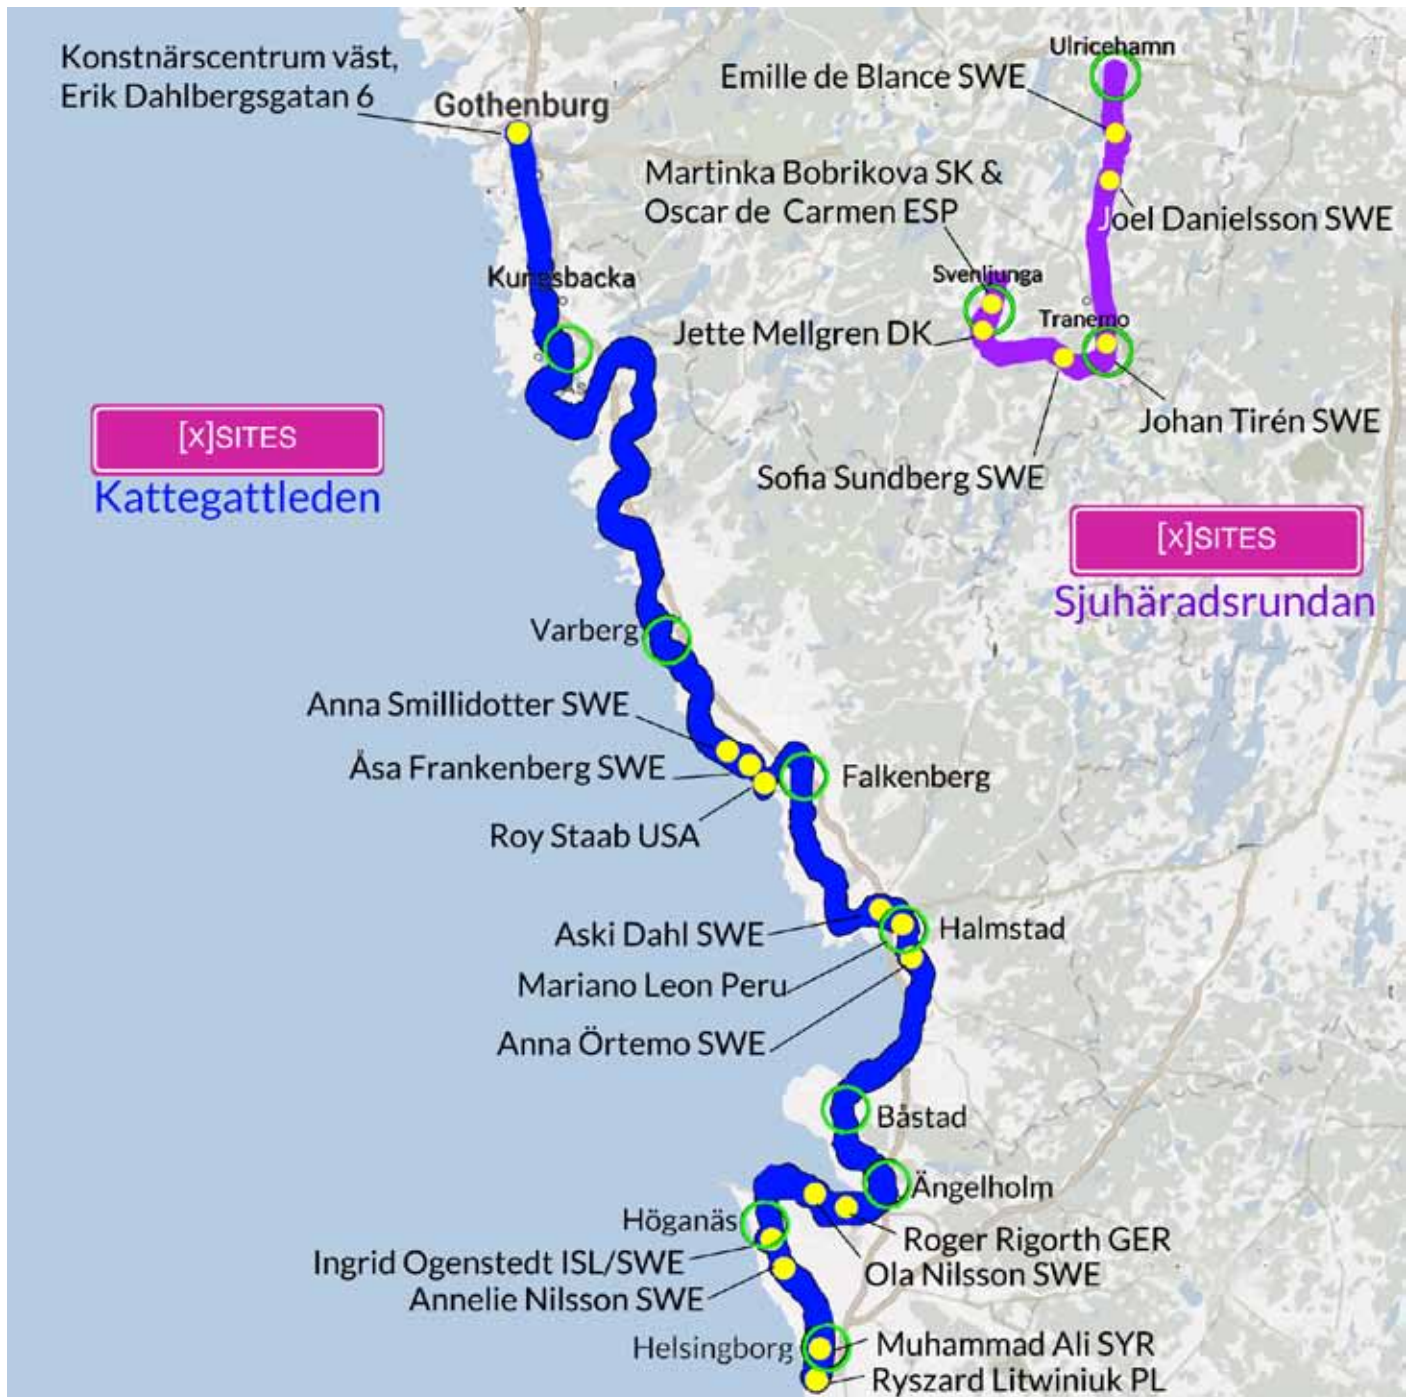 Konstnärscentrum väst,
Erik Dahlbergsgatan 6
Gothenburg
Ulricehamn
Emille de Blance SWE
Martinka Bobrikova SK &
Oscar de Carmen ESP
Joel Danielsson SWE
Kungsbacka
Svenljunga
Tranemo
Jette Mellgren DK
Johan Tirén SWE
Sofia Sundberg SWE
[X]SITES
Kattegattleden
[X]SITES
Sjuhäradsrundan
Varberg
Anna Smillidotter SWE
Åsa Frankenberg SWE
Falkenberg
Roy Staab USA
Aski Dahl SWE
Halmstad
Mariano Leon Peru
Anna Örtemo SWE
Båstad
Ängelholm
Höganäs
Roger Rigorth GER
Ingrid Ogenstedt ISL/SWE
Ola Nilsson SWE
Annelie Nilsson SWE
Helsingborg
Muhammad Ali SYR
Ryszard Litwiniuk PL